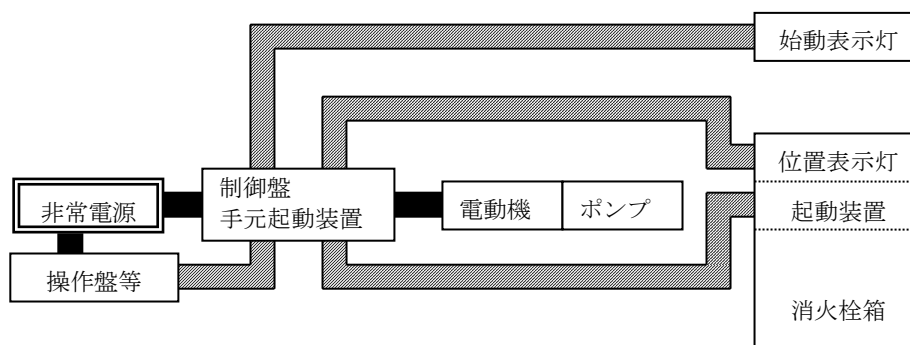 始動表示灯
位置表示灯
制御盤
手元起動装置
非常電源
電動機
ポンプ
起動装置
操作盤等
消火栓箱